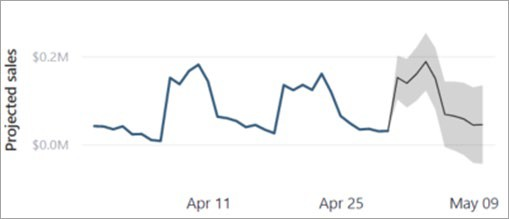 Projected sales
$0.2M
$0.0M
Apr 11 Apr 25 May 09